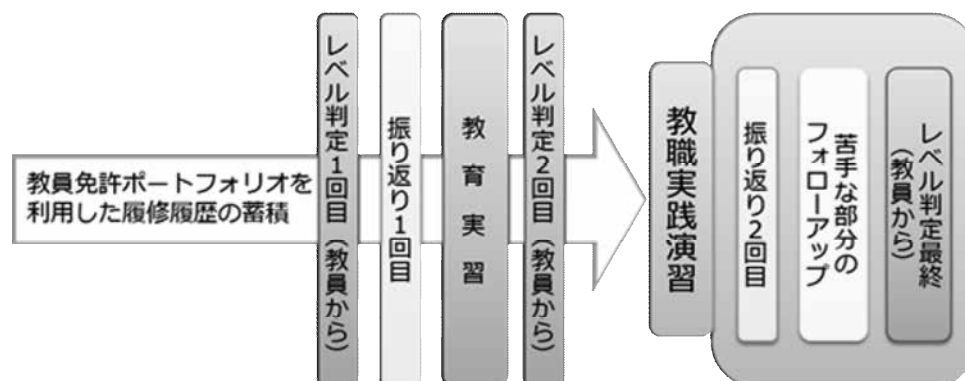 教員免許ポートフォリオを
利用した履修履歴の蓄積
レベル判定1回目(教員から)
振り返り1回目
教育実習
レベル判定2回目(教員から)
教職実践演習
振り返り2回目
苦手な部分の
フォローアップ
レベル判定最終
(教員から)